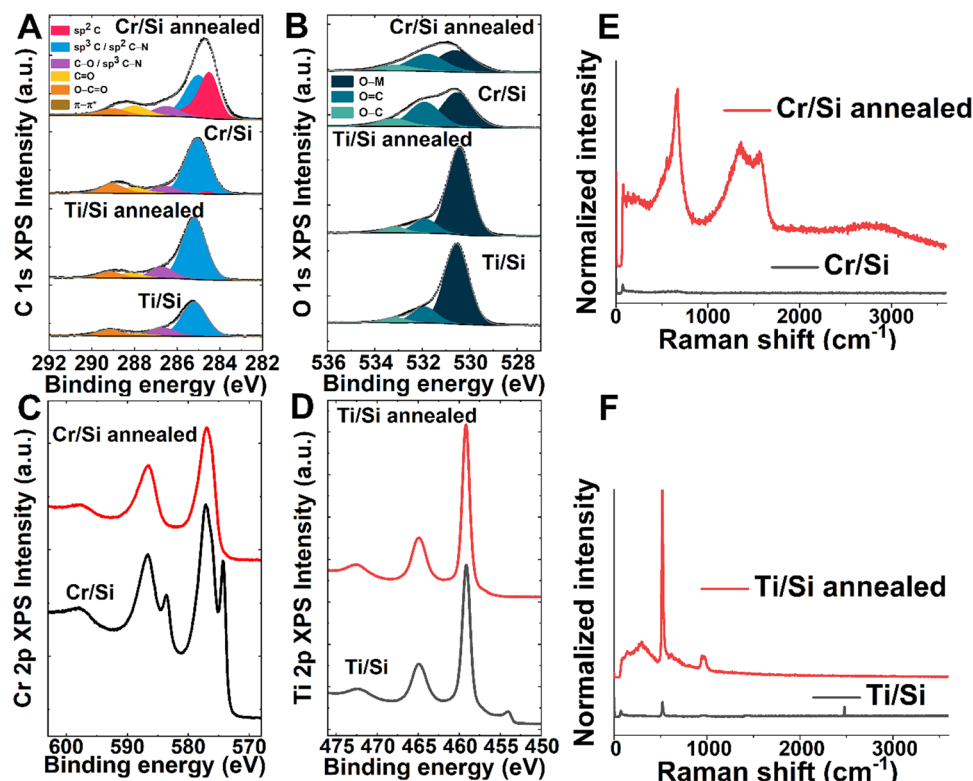 A
Cr/Si annealed
sp² C
sp³ C / sp² C–N
C–O / sp³ C–N
C=O
O–C=O
π–π*
Cr/Si
Ti/Si annealed
Ti/Si
C 1s XPS Intensity (a.u.)
292 290 288 286 284 282
Binding energy (eV)
B
Cr/Si annealed
O–M
O=C
O–C
Cr/Si
Ti/Si annealed
Ti/Si
O 1s XPS Intensity (a.u.)
536 534 532 530 528
Binding energy (eV)
C
Cr/Si annealed
Cr/Si
Cr 2p XPS Intensity (a.u.)
600 590 580 570
Binding energy (eV)
D
Ti/Si annealed
Ti/Si
Ti 2p XPS Intensity (a.u.)
475 470 465 460 455 450
Binding energy (eV)
E
Cr/Si annealed
Cr/Si
Normalized intensity
0 1000 2000 3000
Raman shift (cm⁻¹)
F
Ti/Si annealed
Ti/Si
Normalized intensity
0 1000 2000 3000
Raman shift (cm⁻¹)